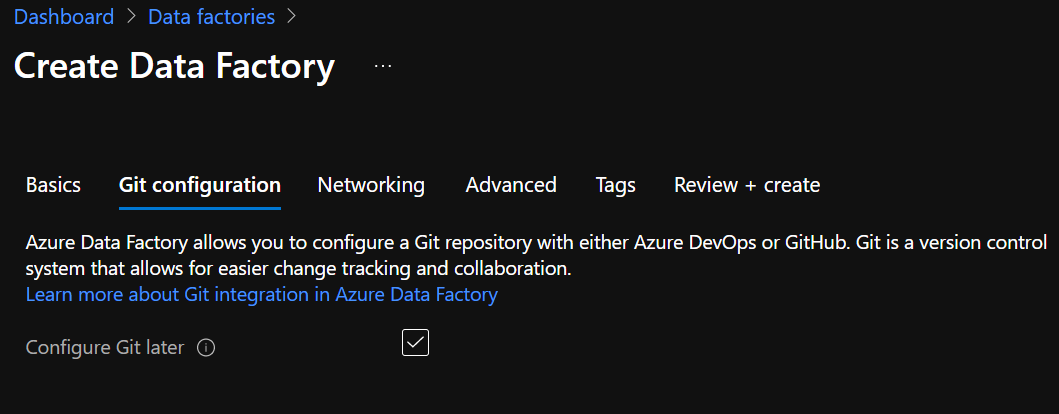 Dashboard > Data factories >
Create Data Factory ...
Basics Git configuration Networking Advanced Tags Review + create
Azure Data Factory allows you to configure a Git repository with either Azure DevOps or GitHub. Git is a version control
system that allows for easier change tracking and collaboration.
Learn more about Git integration in Azure Data Factory
Configure Git later